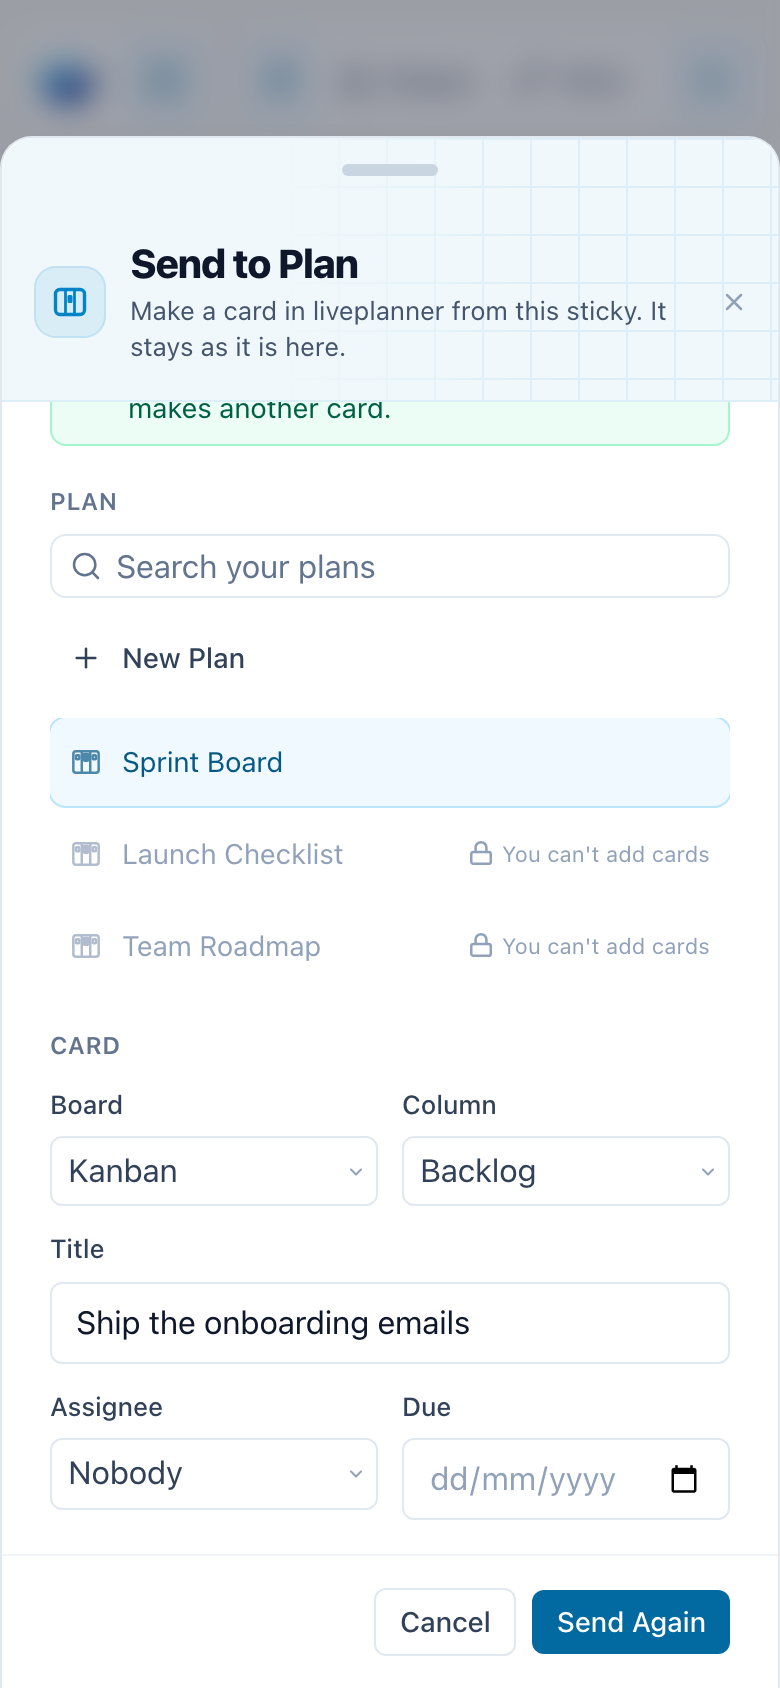 Send to Plan
Make a card in liveplanner from this sticky. It
stays as it is here.
makes another card.
PLAN
Search your plans
New Plan
Sprint Board
Launch Checklist You can't add cards
Team Roadmap You can't add cards
CARD
Board Column
Kanban Backlog
Title
Ship the onboarding emails
Assignee Due
Nobody dd/mm/yyyy
Cancel Send Again